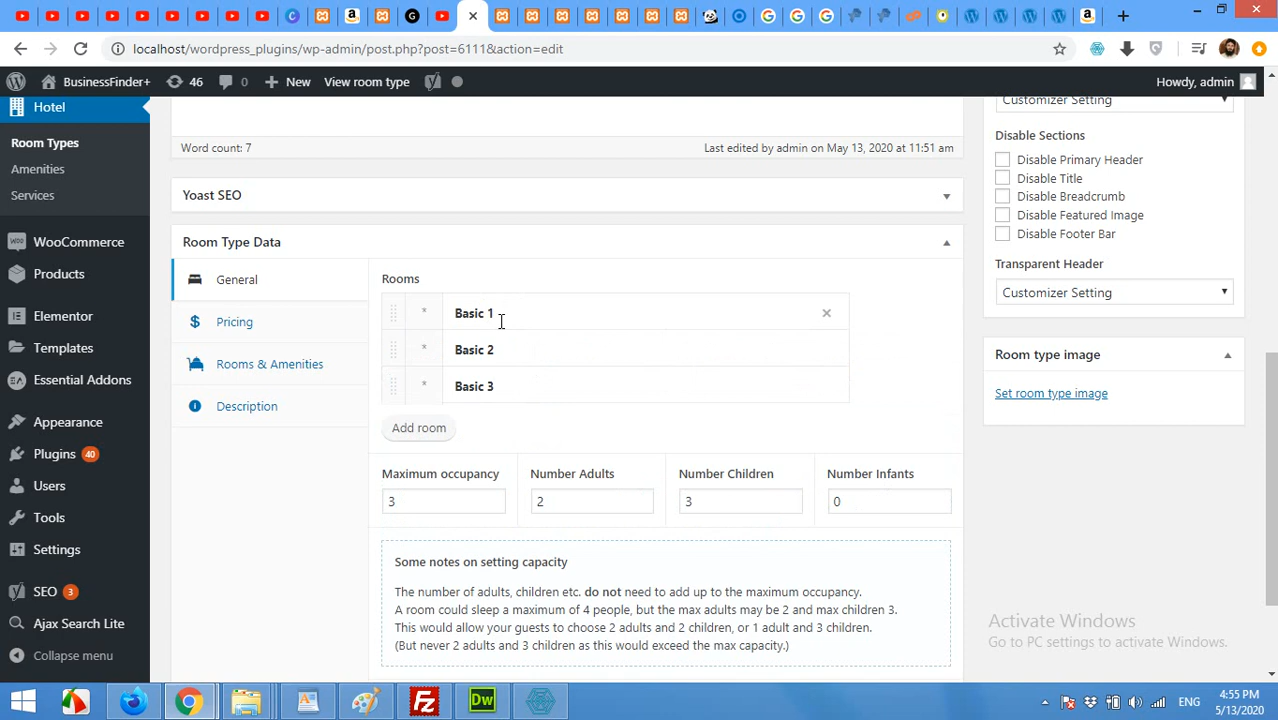 localhost/wordpress_plugins/wp-admin/post.php?post=6111&action=edit
BusinessFinder+
46
0
New
View room type
Howdy, admin
Hotel
Room Types
Amenities
Services
WooCommerce
Products
Elementor
Templates
Essential Addons
Appearance
Plugins 40
Users
Tools
Settings
SEO 3
Ajax Search Lite
Collapse menu
Word count: 7
Last edited by admin on May 13, 2020 at 11:51 am
Yoast SEO
Room Type Data
General
Pricing
Rooms & Amenities
Description
Rooms
* Basic 1
* Basic 2
* Basic 3
Add room
Maximum occupancy
Number Adults
Number Children
Number Infants
3
2
3
0
Some notes on setting capacity
The number of adults, children etc. do not need to add up to the maximum occupancy.
A room could sleep a maximum of 4 people, but the max adults may be 2 and max children 3.
This would allow your guests to choose 2 adults and 2 children, or 1 adult and 3 children.
(But never 2 adults and 3 children as this would exceed the max capacity.)
Customizer Setting
Disable Sections
Disable Primary Header
Disable Title
Disable Breadcrumb
Disable Featured Image
Disable Footer Bar
Transparent Header
Customizer Setting
Room type image
Set room type image
Activate Windows
Go to PC settings to activate Windows.
Dw
ENG
4:55 PM
5/13/2020